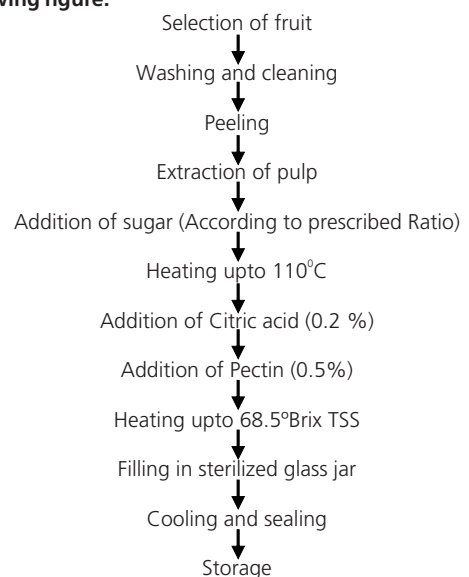 ving figure.
Selection of fruit
Washing and cleaning
Peeling
Extraction of pulp
Addition of sugar (According to prescribed Ratio)
Heating upto 110⁰C
Addition of Citric acid (0.2 %)
Addition of Pectin (0.5%)
Heating upto 68.5ºBrix TSS
Filling in sterilized glass jar
Cooling and sealing
Storage